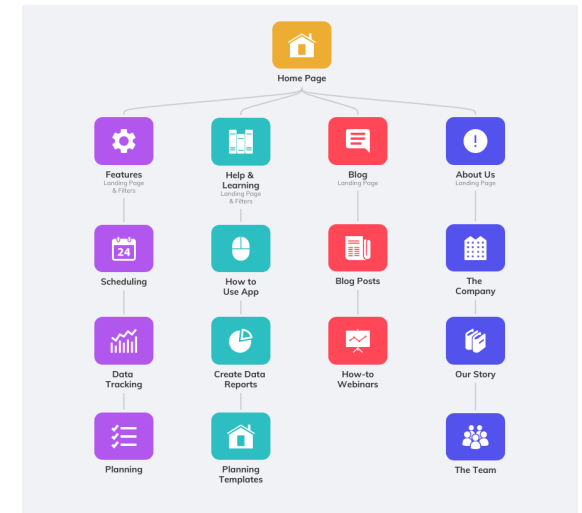 Home Page
Features
Landing Page
& Filters
Help &
Learning
Landing Page
& Filters
Blog
Landing Page
About Us
Landing Page
24
Scheduling
How to
Use App
Blog Posts
The
Company
Data
Tracking
Create Data
Reports
How-to
Webinars
Our Story
Planning
Planning
Templates
The Team